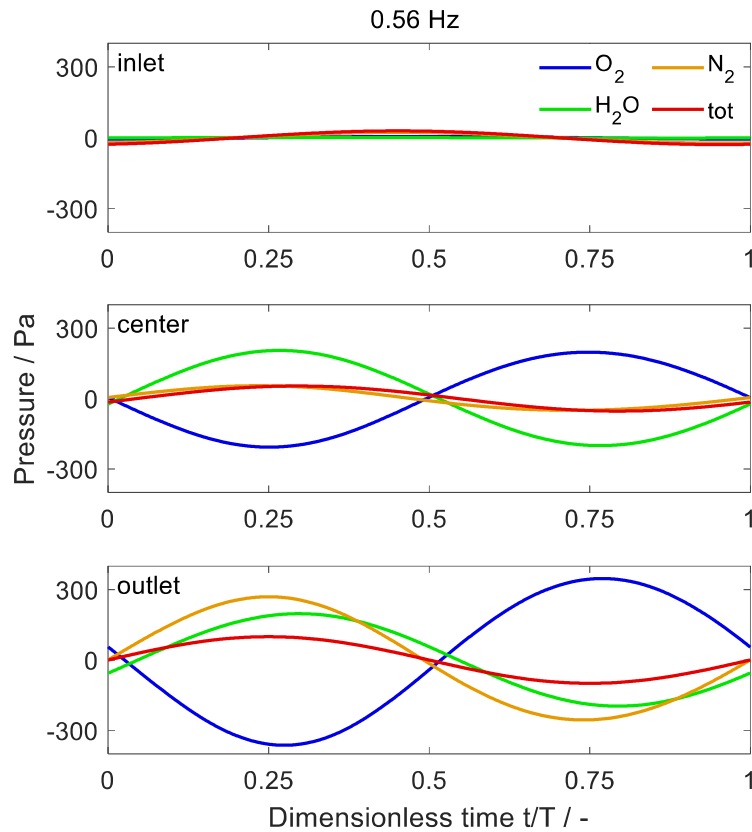 0.56 Hz
inlet
O2 N2
H2O tot
300
0
-300
0 0.25 0.5 0.75 1
center
300
0
-300
0 0.25 0.5 0.75 1
Pressure / Pa
outlet
300
0
-300
0 0.25 0.5 0.75 1
Dimensionless time t/T / -